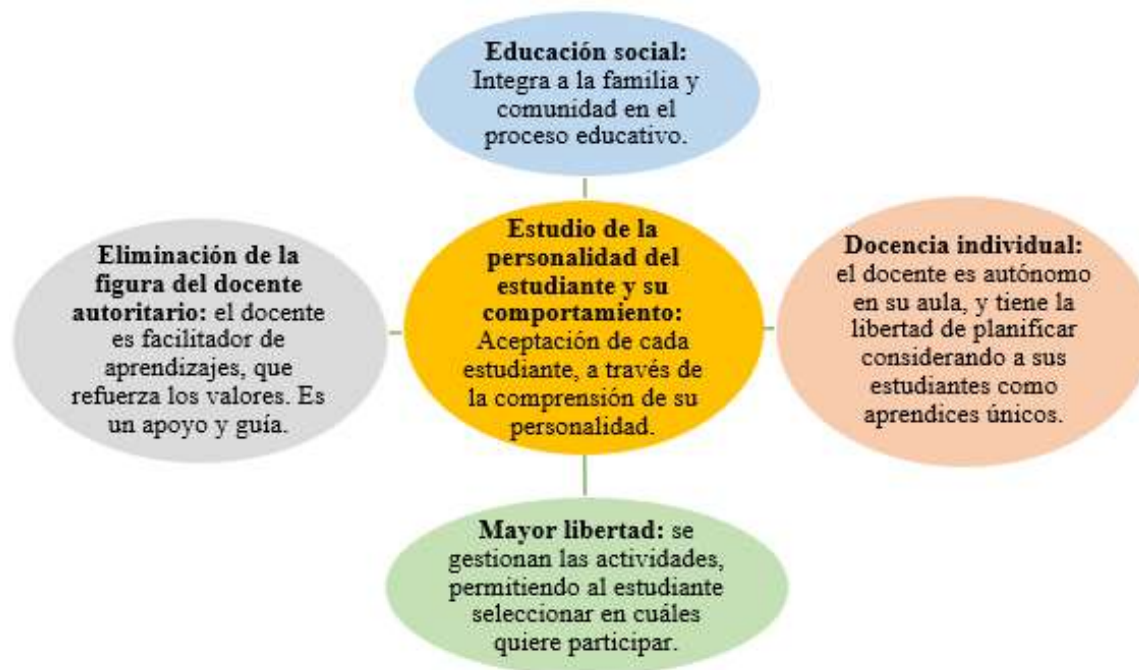 Educación social:
Integra a la familia y
comunidad en el
proceso educativo.
Eliminación de la
figura del docente
autoritario: el docente
es facilitador de
aprendizajes, que
refuerza los valores. Es
un apoyo y guía.
Estudio de la
personalidad del
estudiante y su
comportamiento:
Aceptación de cada
estudiante, a través de
la comprensión de su
personalidad.
Docencia individual:
el docente es autónomo
en su aula, y tiene la
libertad de planificar
considerando a sus
estudiantes como
aprendices únicos.
Mayor libertad: se
gestionan las actividades,
permitiendo al estudiante
seleccionar en cuáles
quiere participar.